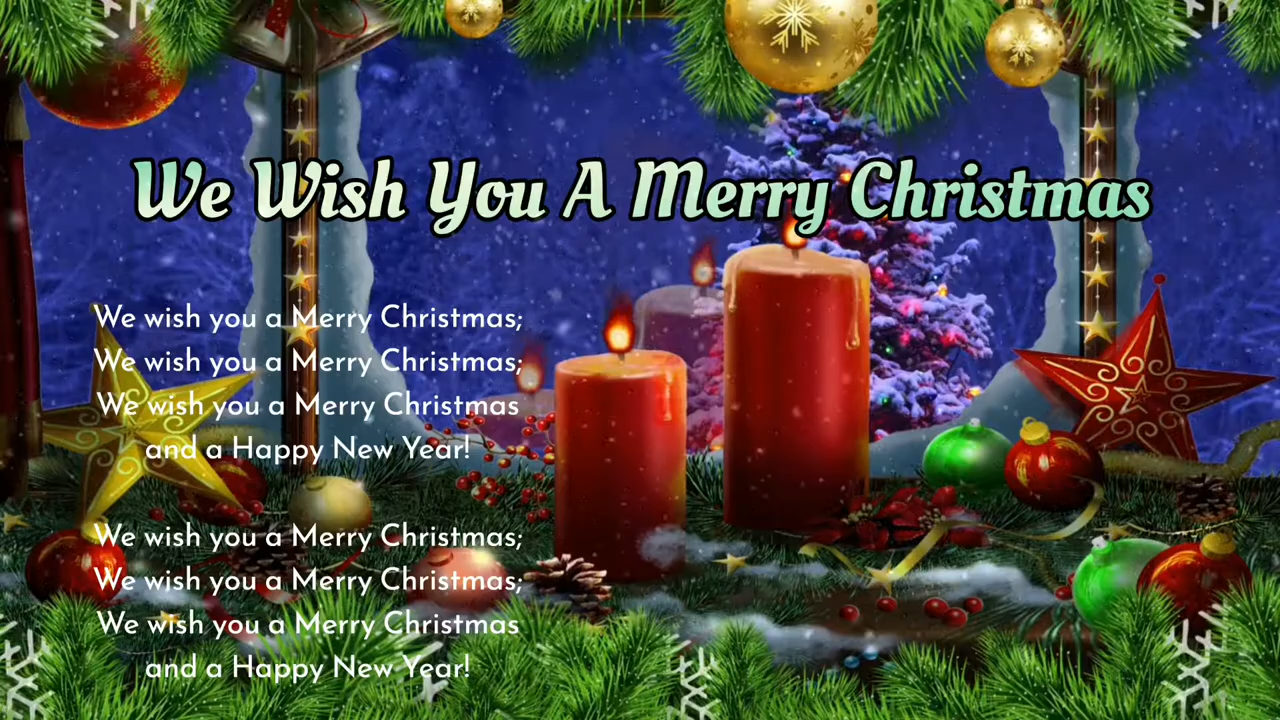 We Wish You A Merry Christmas
We wish you a Merry Christmas;
We wish you a Merry Christmas;
We wish you a Merry Christmas
and a Happy New Year!
We wish you a Merry Christmas;
We wish you a Merry Christmas;
We wish you a Merry Christmas
and a Happy New Year!